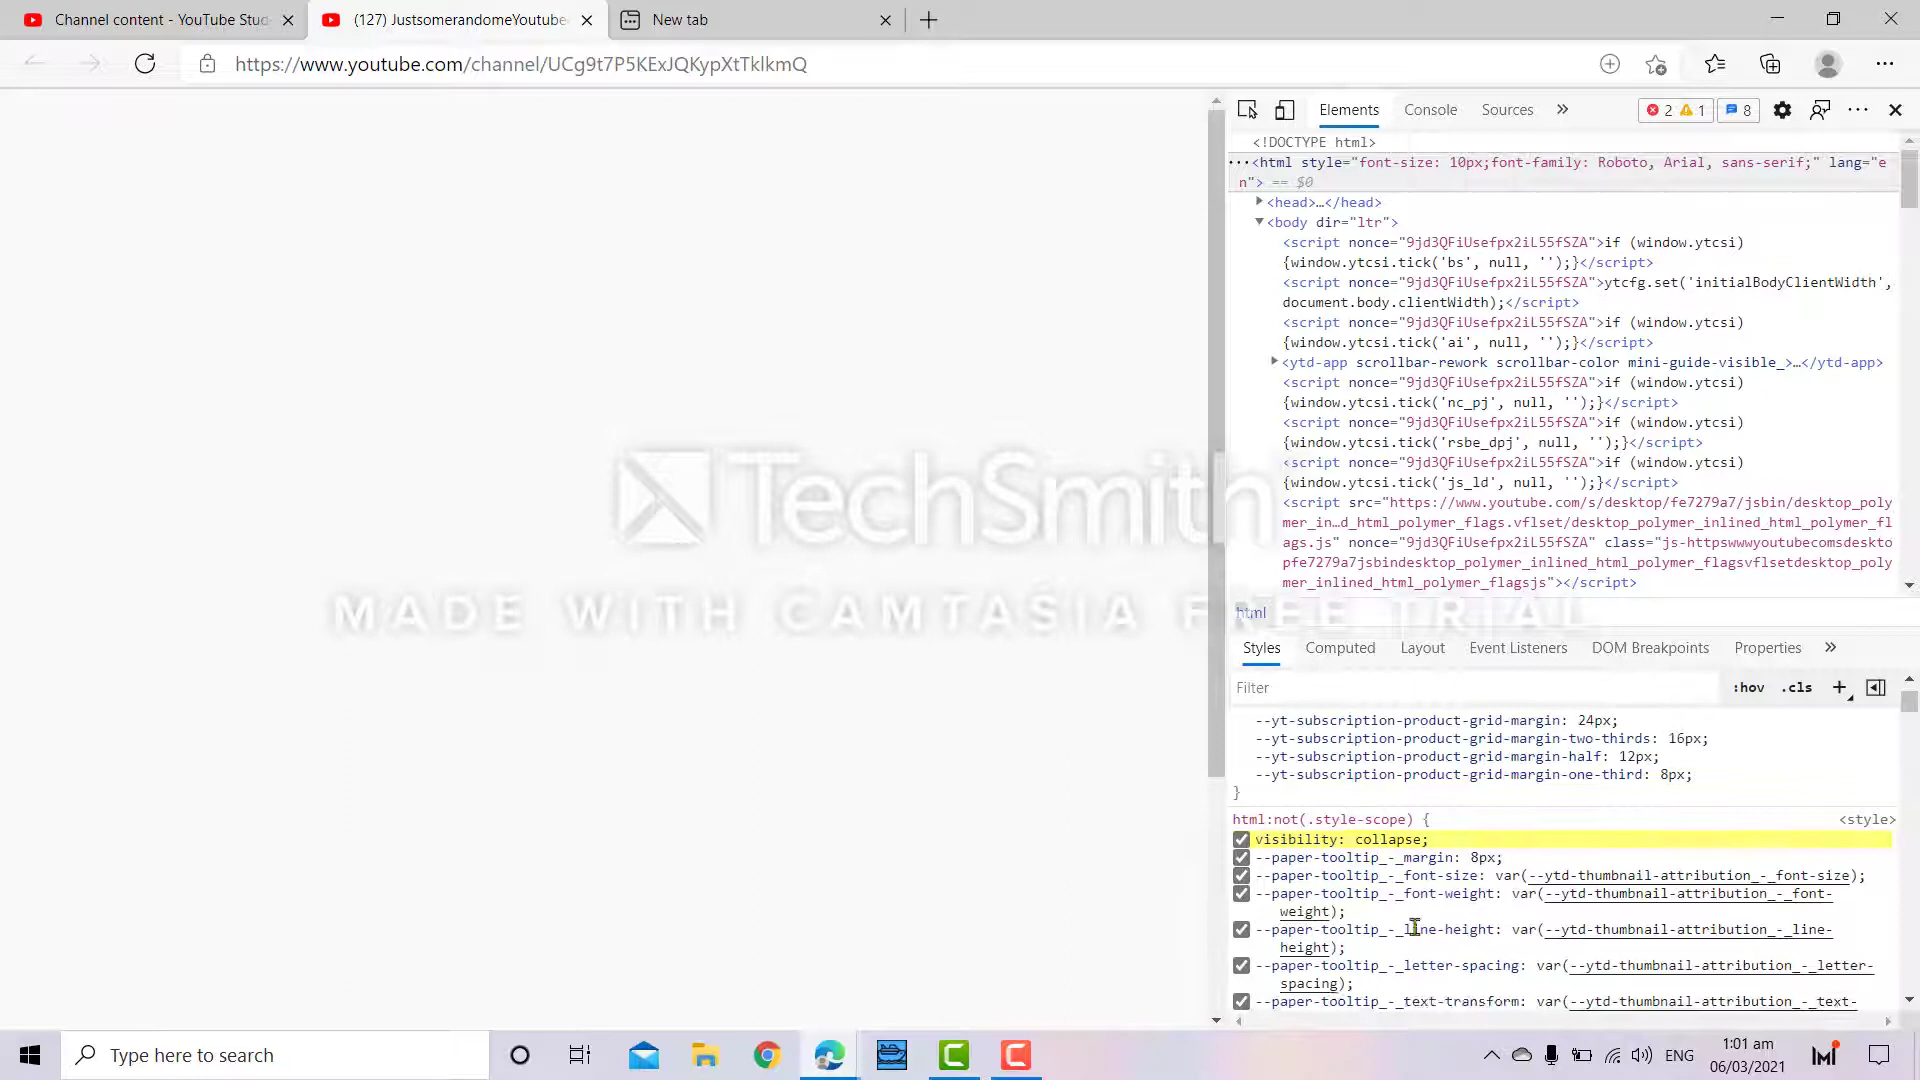 Channel content - YouTube Stud
(127) JustsomerandomeYoutube
New tab
https://www.youtube.com/channel/UCg9t7P5KExJQKypXtTklkmQ
Elements
Console
Sources
2
1
8
<!DOCTYPE html>
<html style="font-size: 10px;font-family: Roboto, Arial, sans-serif;" lang="e
n"> == $0
<head>…</head>
<body dir="ltr">
<script nonce="9jd3QFiUsefpx2iL55fSZA">if (window.ytcsi)
{window.ytcsi.tick('bs', null, '');}</script>
<script nonce="9jd3QFiUsefpx2iL55fSZA">ytcfg.set('initialBodyClientWidth',
document.body.clientWidth);</script>
<script nonce="9jd3QFiUsefpx2iL55fSZA">if (window.ytcsi)
{window.ytcsi.tick('ai', null, '');}</script>
<ytd-app scrollbar-rework scrollbar-color mini-guide-visible_>…</ytd-app>
<script nonce="9jd3QFiUsefpx2iL55fSZA">if (window.ytcsi)
{window.ytcsi.tick('nc_pj', null, '');}</script>
<script nonce="9jd3QFiUsefpx2iL55fSZA">if (window.ytcsi)
{window.ytcsi.tick('rsbe_dpj', null, '');}</script>
<script nonce="9jd3QFiUsefpx2iL55fSZA">if (window.ytcsi)
{window.ytcsi.tick('js_ld', null, '');}</script>
<script src="https://www.youtube.com/s/desktop/fe7279a7/jsbin/desktop_poly
mer_in…d_html_polymer_flags.vflset/desktop_polymer_inlined_html_polymer_fl
ags.js" nonce="9jd3QFiUsefpx2iL55fSZA" class="js-httpswwwyoutubecomsdeskto
pfe7279a7jsbindesktop_polymer_inlined_html_polymer_flagsvflsetdesktop_poly
mer_inlined_html_polymer_flagsjs"></script>
TechSmith
MADE WITH CAMTASIA FREE TRIAL
html
Styles
Computed
Layout
Event Listeners
DOM Breakpoints
Properties
Filter
:hov
.cls
--yt-subscription-product-grid-margin: 24px;
--yt-subscription-product-grid-margin-two-thirds: 16px;
--yt-subscription-product-grid-margin-half: 12px;
--yt-subscription-product-grid-margin-one-third: 8px;
}
html:not(.style-scope) {
<style>
visibility: collapse;
--paper-tooltip_-_margin: 8px;
--paper-tooltip_-_font-size: var(--ytd-thumbnail-attribution_-_font-size);
--paper-tooltip_-_font-weight: var(--ytd-thumbnail-attribution_-_font-
weight);
--paper-tooltip_-_line-height: var(--ytd-thumbnail-attribution_-_line-
height);
--paper-tooltip_-_letter-spacing: var(--ytd-thumbnail-attribution_-_letter-
spacing);
--paper-tooltip_-_text-transform: var(--ytd-thumbnail-attribution_-_text-
Type here to search
ENG
1:01 am
06/03/2021